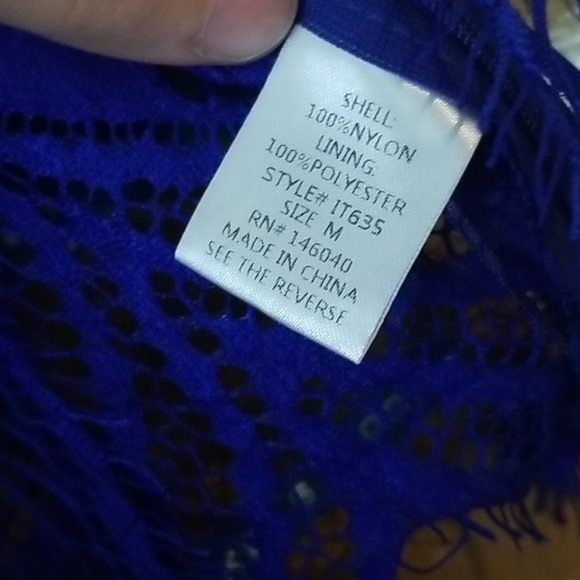 SHELL:
100%NYLON
LINING:
100%POLYESTER
STYLE# IT635
SIZE M
RN# 146040
MADE IN CHINA
SEE THE REVERSE